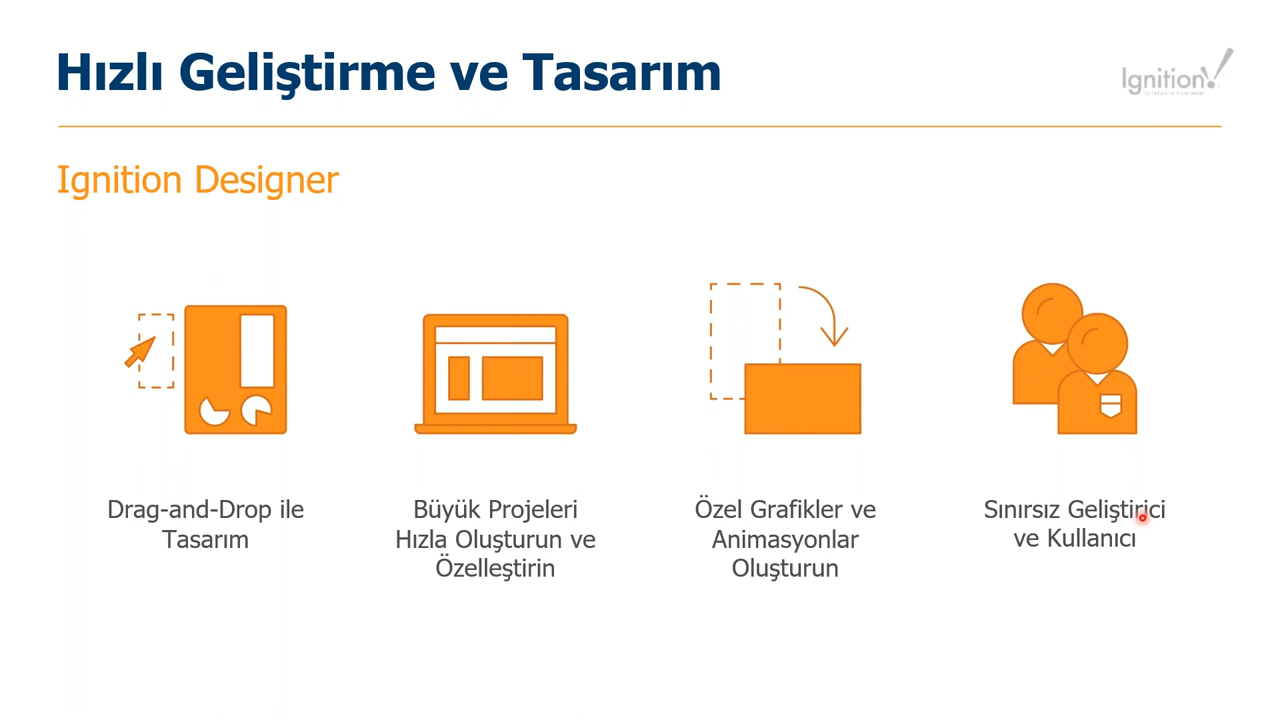 Hızlı Geliştirme ve Tasarım
Ignition!
Ignition Designer
Drag-and-Drop ile
Tasarım
Büyük Projeleri
Hızla Oluşturun ve
Özelleştirin
Özel Grafikler ve
Animasyonlar
Oluşturun
Sınırsız Geliştirici
ve Kullanıcı